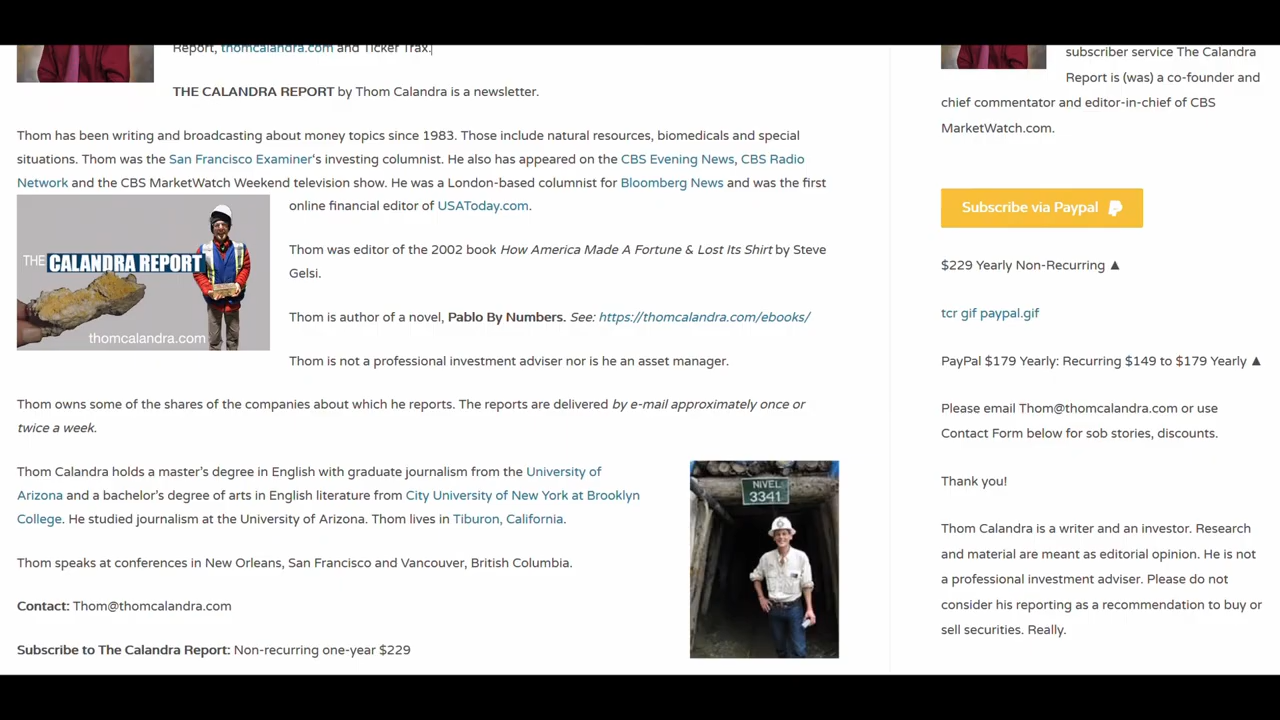 Report, thomcalandra.com and Ticker Trax.
THE CALANDRA REPORT by Thom Calandra is a newsletter.
Thom has been writing and broadcasting about money topics since 1983. Those include natural resources, biomedicals and special
situations. Thom was the San Francisco Examiner's investing columnist. He also has appeared on the CBS Evening News, CBS Radio
Network and the CBS MarketWatch Weekend television show. He was a London-based columnist for Bloomberg News and was the first
online financial editor of USAToday.com.
THE CALANDRA REPORT
thomcalandra.com
Thom was editor of the 2002 book How America Made A Fortune & Lost Its Shirt by Steve
Gelsi.
Thom is author of a novel, Pablo By Numbers. See: https://thomcalandra.com/ebooks/
Thom is not a professional investment adviser nor is he an asset manager.
Thom owns some of the shares of the companies about which he reports. The reports are delivered by e-mail approximately once or
twice a week.
Thom Calandra holds a master's degree in English with graduate journalism from the University of
Arizona and a bachelor's degree of arts in English literature from City University of New York at Brooklyn
College. He studied journalism at the University of Arizona. Thom lives in Tiburon, California.
NIVEL
3341
Thom speaks at conferences in New Orleans, San Francisco and Vancouver, British Columbia.
Contact: Thom@thomcalandra.com
Subscribe to The Calandra Report: Non-recurring one-year $229
subscriber service The Calandra
Report is (was) a co-founder and
chief commentator and editor-in-chief of CBS
MarketWatch.com.
Subscribe via Paypal
$229 Yearly Non-Recurring ▲
tcr gif paypal.gif
PayPal $179 Yearly: Recurring $149 to $179 Yearly ▲
Please email Thom@thomcalandra.com or use
Contact Form below for sob stories, discounts.
Thank you!
Thom Calandra is a writer and an investor. Research
and material are meant as editorial opinion. He is not
a professional investment adviser. Please do not
consider his reporting as a recommendation to buy or
sell securities. Really.